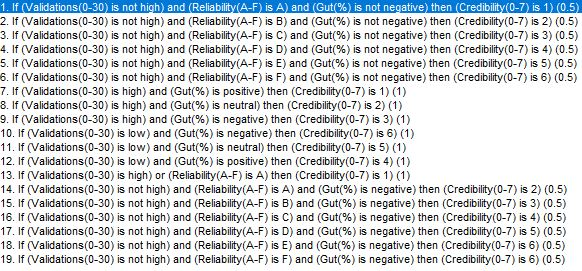 1. If (Validations(0-30) is not high) and (Reliability(A-F) is A) and (Gut(%) is not negative) then (Credibility(0-7) is 1) (0.5)
2. If (Validations(0-30) is not high) and (Reliability(A-F) is B) and (Gut(%) is not negative) then (Credibility(0-7) is 2) (0.5)
3. If (Validations(0-30) is not high) and (Reliability(A-F) is C) and (Gut(%) is not negative) then (Credibility(0-7) is 3) (0.5)
4. If (Validations(0-30) is not high) and (Reliability(A-F) is D) and (Gut(%) is not negative) then (Credibility(0-7) is 4) (0.5)
5. If (Validations(0-30) is not high) and (Reliability(A-F) is E) and (Gut(%) is not negative) then (Credibility(0-7) is 5) (0.5)
6. If (Validations(0-30) is not high) and (Reliability(A-F) is F) and (Gut(%) is not negative) then (Credibility(0-7) is 6) (0.5)
7. If (Validations(0-30) is high) and (Gut(%) is positive) then (Credibility(0-7) is 1) (1)
8. If (Validations(0-30) is high) and (Gut(%) is neutral) then (Credibility(0-7) is 2) (1)
9. If (Validations(0-30) is high) and (Gut(%) is negative) then (Credibility(0-7) is 3) (1)
10. If (Validations(0-30) is low) and (Gut(%) is negative) then (Credibility(0-7) is 6) (1)
11. If (Validations(0-30) is low) and (Gut(%) is neutral) then (Credibility(0-7) is 5) (1)
12. If (Validations(0-30) is low) and (Gut(%) is positive) then (Credibility(0-7) is 4) (1)
13. If (Validations(0-30) is high) or (Reliability(A-F) is A) then (Credibility(0-7) is 1) (1)
14. If (Validations(0-30) is not high) and (Reliability(A-F) is A) and (Gut(%) is negative) then (Credibility(0-7) is 2) (0.5)
15. If (Validations(0-30) is not high) and (Reliability(A-F) is B) and (Gut(%) is negative) then (Credibility(0-7) is 3) (0.5)
16. If (Validations(0-30) is not high) and (Reliability(A-F) is C) and (Gut(%) is negative) then (Credibility(0-7) is 4) (0.5)
17. If (Validations(0-30) is not high) and (Reliability(A-F) is D) and (Gut(%) is negative) then (Credibility(0-7) is 5) (0.5)
18. If (Validations(0-30) is not high) and (Reliability(A-F) is E) and (Gut(%) is negative) then (Credibility(0-7) is 6) (0.5)
19. If (Validations(0-30) is not high) and (Reliability(A-F) is F) and (Gut(%) is negative) then (Credibility(0-7) is 6) (0.5)